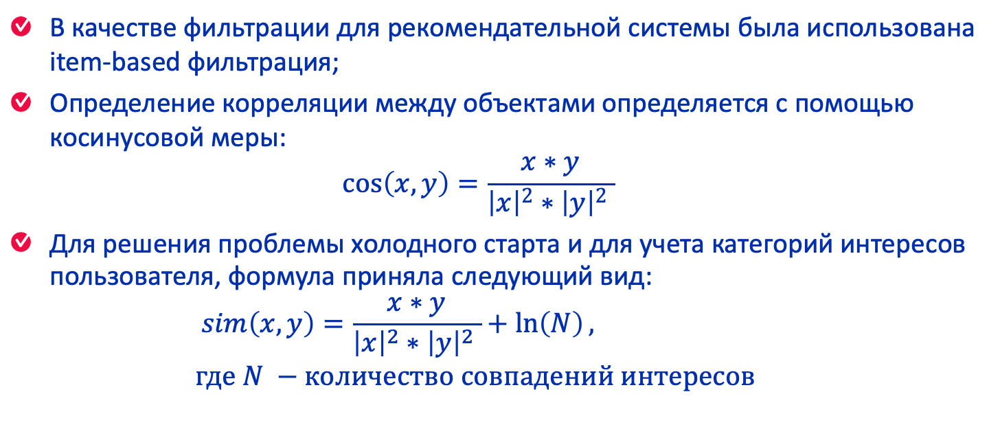 В качестве фильтрации для рекомендательной системы была использована
item-based фильтрация;
Определение корреляции между объектами определяется с помощью
косинусовой меры:
cos(x, y) = (x * y) / (|x|² * |y|²)
Для решения проблемы холодного старта и для учета категорий интересов
пользователя, формула приняла следующий вид:
sim(x, y) = (x * y) / (|x|² * |y|²) + ln(N) ,
где N − количество совпадений интересов